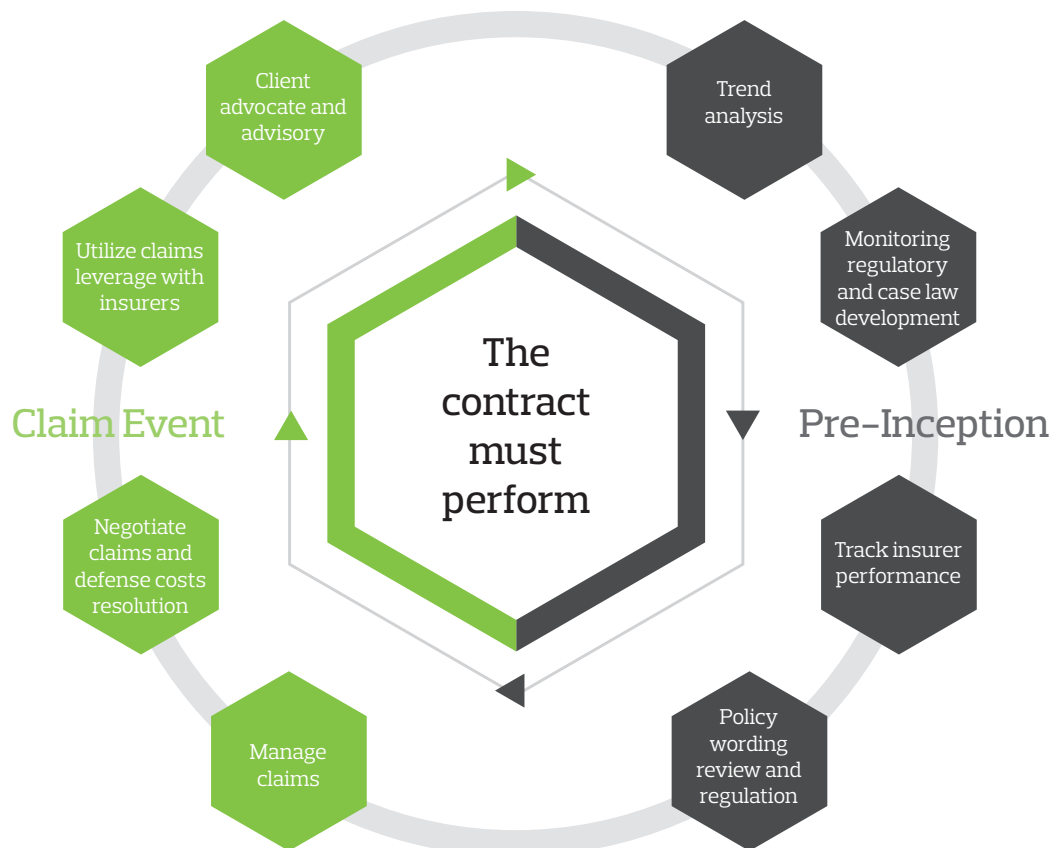 Client
advocate and
advisory
Trend
analysis
Utilize claims
leverage with
insurers
Monitoring
regulatory
and case law
development
The
contract
must
perform
Claim Event
Pre-Inception
Negotiate
claims and
defense costs
resolution
Track insurer
performance
Manage
claims
Policy
wording
review and
regulation